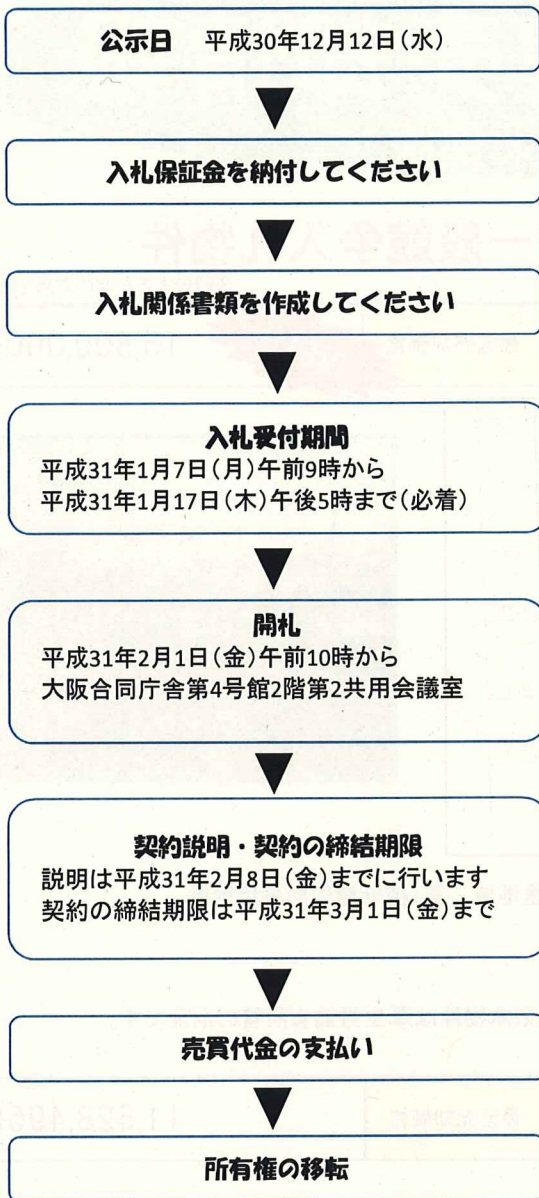 公示日　平成30年12月12日（水）
入札保証金を納付してください
入札関係書類を作成してください
入札受付期間
平成31年1月7日（月）午前9時から
平成31年1月17日（木）午後5時まで（必着）
開札
平成31年2月1日（金）午前10時から
大阪合同庁舎第4号館2階第2共用会議室
契約説明・契約の締結期限
説明は平成31年2月8日（金）までに行います
契約の締結期限は平成31年3月1日（金）まで
売買代金の支払い
所有権の移転